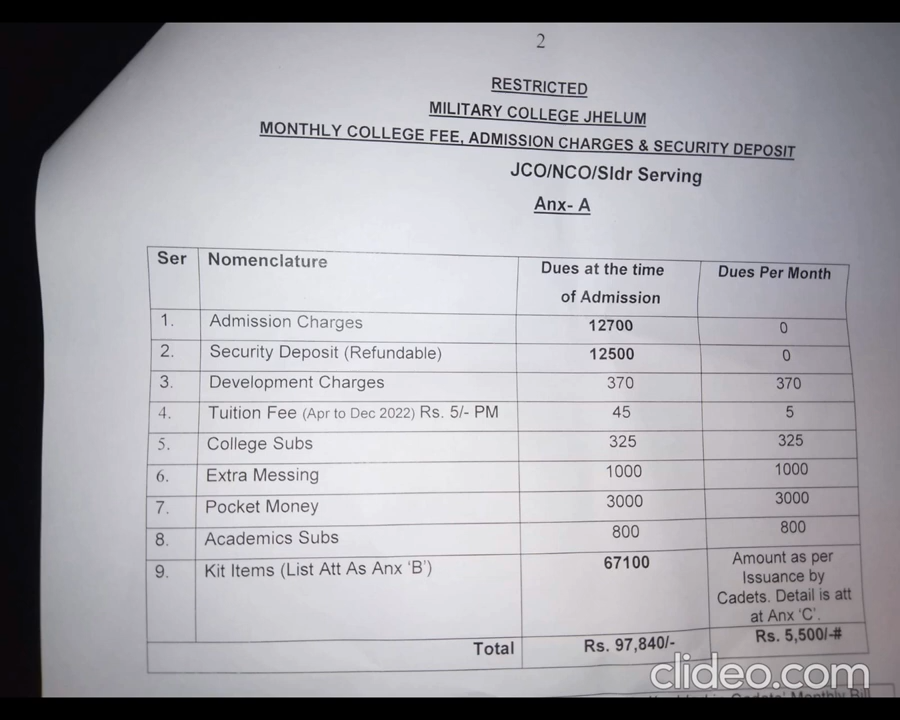 2
RESTRICTED
MILITARY COLLEGE JHELUM
MONTHLY COLLEGE FEE, ADMISSION CHARGES & SECURITY DEPOSIT
JCO/NCO/Sldr Serving
Anx- A
Ser Nomenclature Dues at the time of Admission Dues Per Month
1. Admission Charges 12700 0
2. Security Deposit (Refundable) 12500 0
3. Development Charges 370 370
4. Tuition Fee (Apr to Dec 2022) Rs. 5/- PM 45 5
5. College Subs 325 325
6. Extra Messing 1000 1000
7. Pocket Money 3000 3000
8. Academics Subs 800 800
9. Kit Items (List Att As Anx ‘B’) 67100 Amount as per
Issuance by
Cadets. Detail is att
at Anx ‘C’.
Total Rs. 97,840/- Rs. 5,500/-#
clideo.com
Cadets’ Monthly Bill